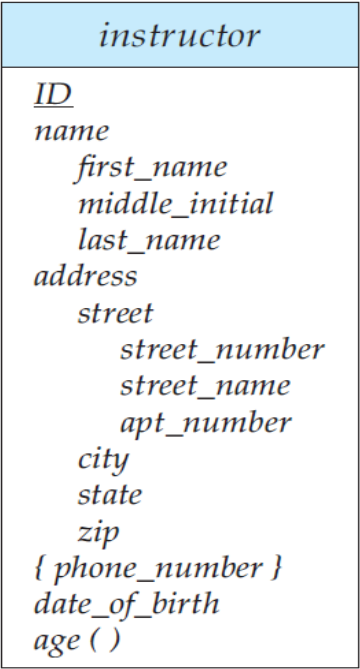 instructor
ID
name
first_name
middle_initial
last_name
address
street
street_number
street_name
apt_number
city
state
zip
{ phone_number }
date_of_birth
age ( )